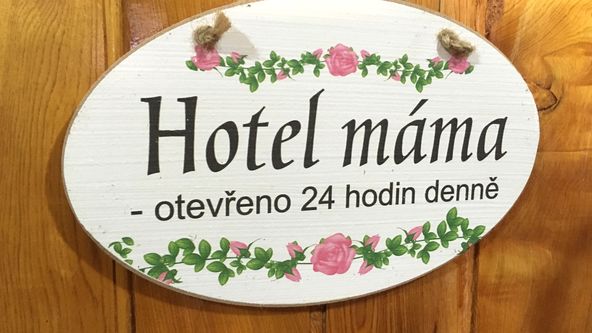 Hotel máma
- otevřeno 24 hodin denně